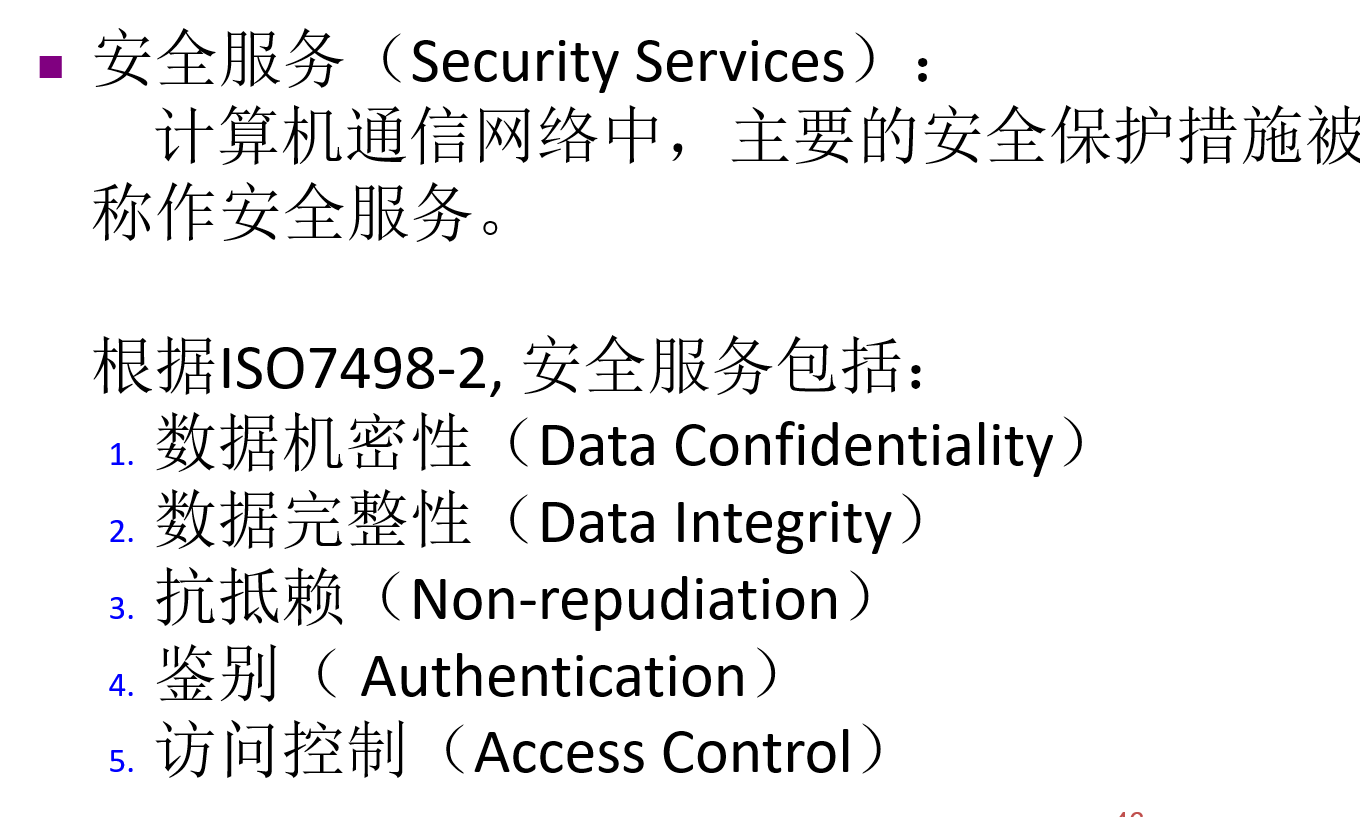 安全服务（Security Services）：
计算机通信网络中，主要的安全保护措施被
称作安全服务。
根据ISO7498-2, 安全服务包括：
1. 数据机密性（Data Confidentiality）
2. 数据完整性（Data Integrity）
3. 抗抵赖（Non-repudiation）
4. 鉴别（ Authentication）
5. 访问控制（Access Control）